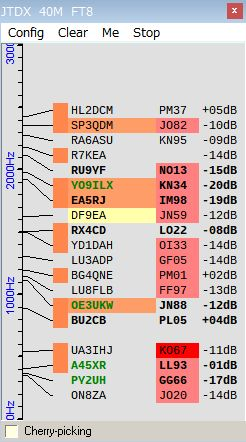 JTDX 40M FT8 x
Config Clear Me Stop
3000
HL2DCM PM37 +05dB
SP3QDM JO82 -10dB
RA6ASU KN95 -09dB
R7KEA -14dB
2000Hz
RU9YF NO13 -15dB
YO9ILX KN34 -20dB
EA5RJ IM98 -19dB
DF9EA JN59 -12dB
RX4CD LO22 -08dB
YD1DAH OI33 -14dB
LU3ADP GF05 -14dB
BG4QNE PM01 +02dB
LU8FLB FF97 -13dB
1000Hz
OE3UKW JN88 -12dB
BU2CB PL05 +04dB
UA3IHJ KO67 -11dB
A45XR LL93 -01dB
PY2UH GG66 -17dB
ON8ZA JO20 -14dB
0Hz
Cherry-picking